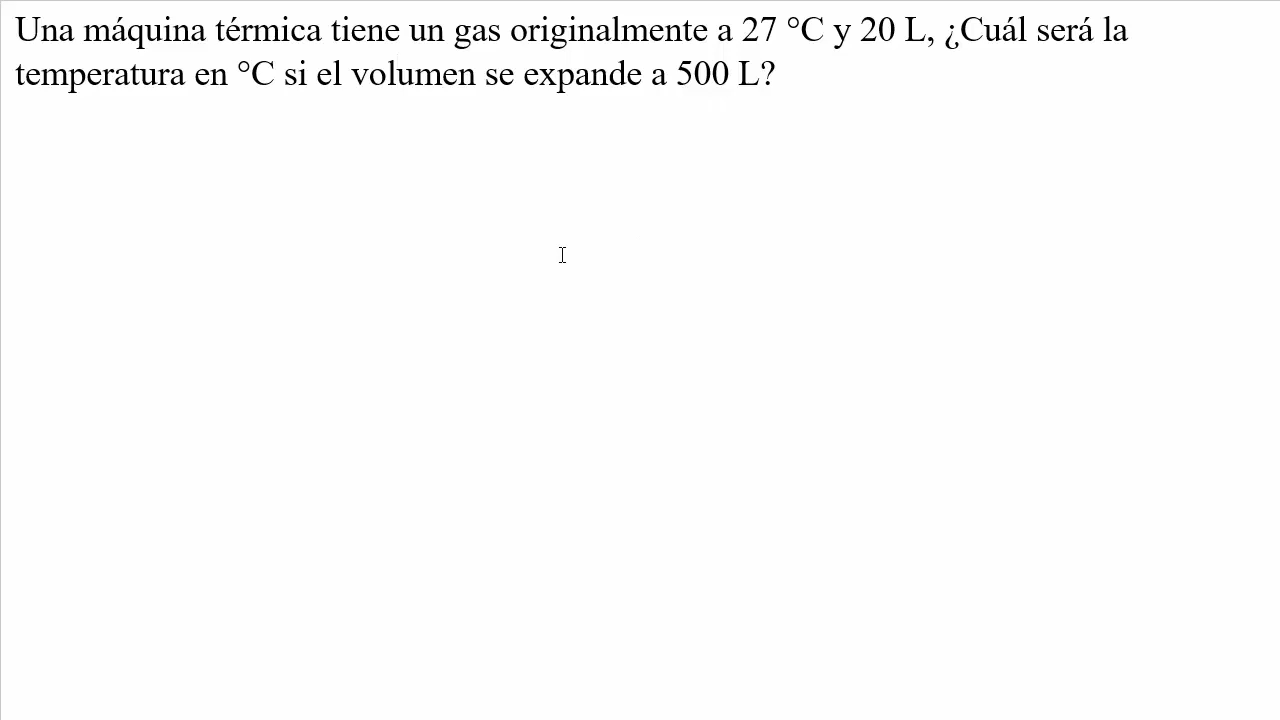 Una máquina térmica tiene un gas originalmente a 27 °C y 20 L, ¿Cuál será la
temperatura en °C si el volumen se expande a 500 L?